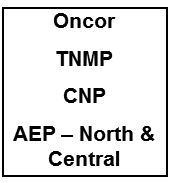 Oncor
TNMP
CNP
AEP – North &
Central